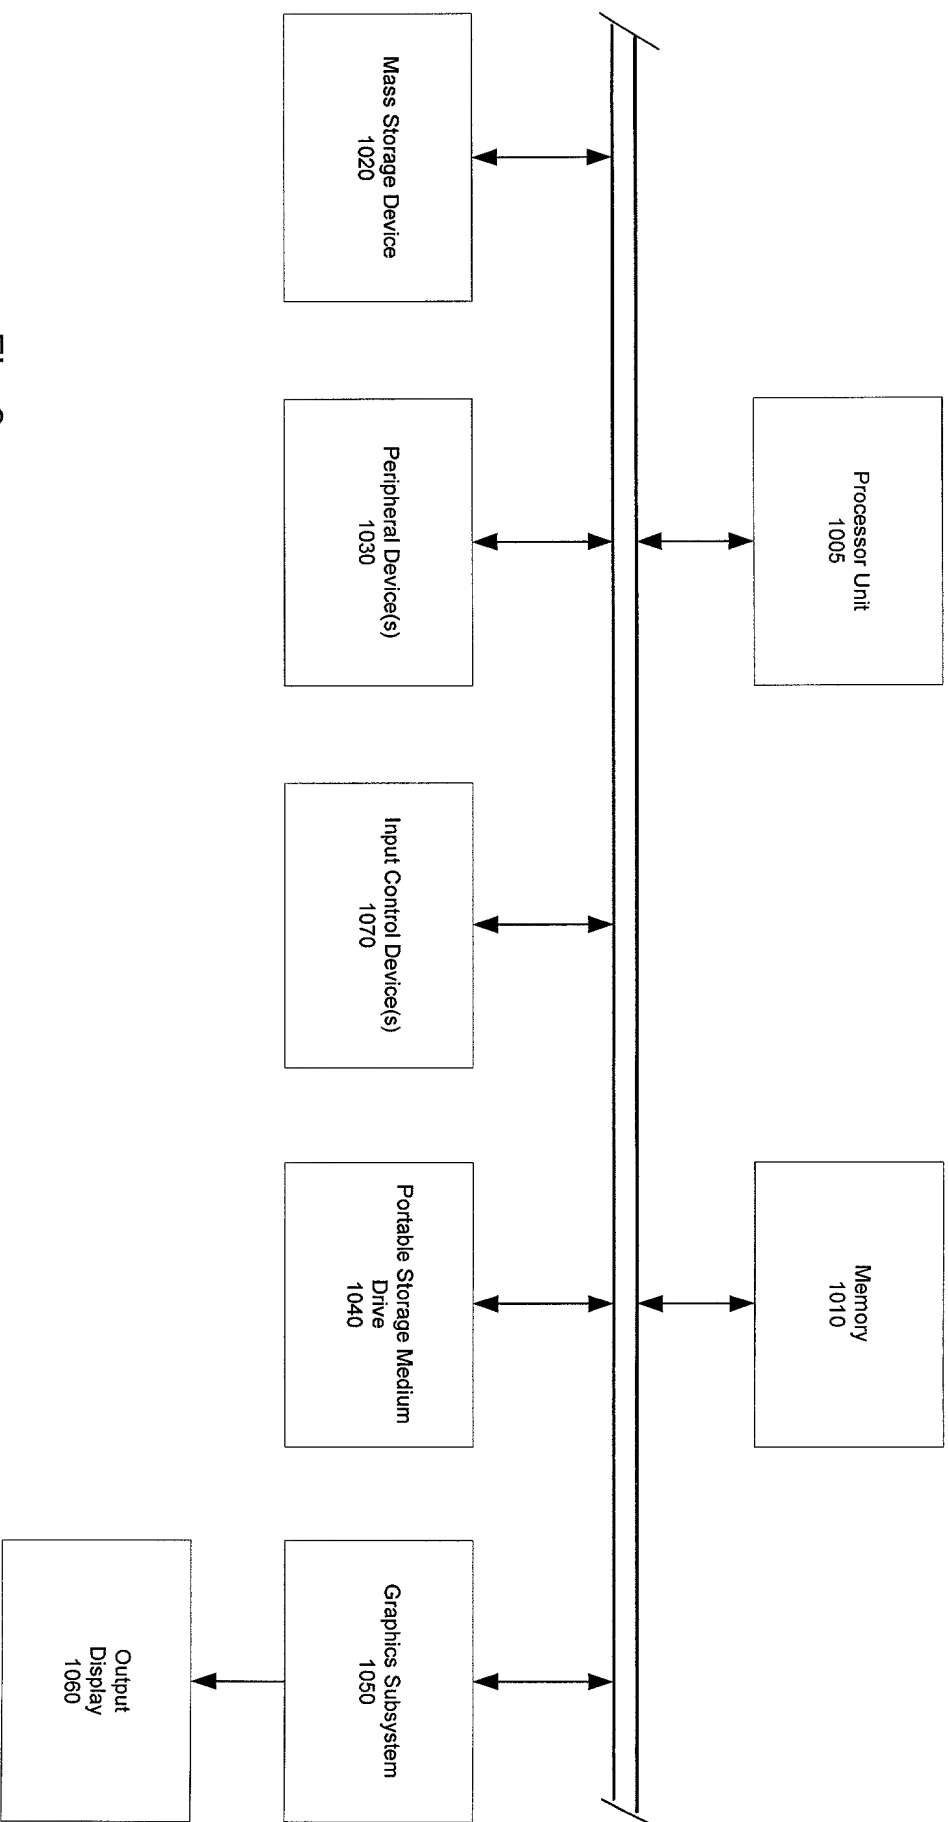 Processor Unit
1005
Memory
1010
Mass Storage Device
1020
Peripheral Device(s)
1030
Input Control Device(s)
1070
Portable Storage Medium
Drive
1040
Graphics Subsystem
1050
Output
Display
1060